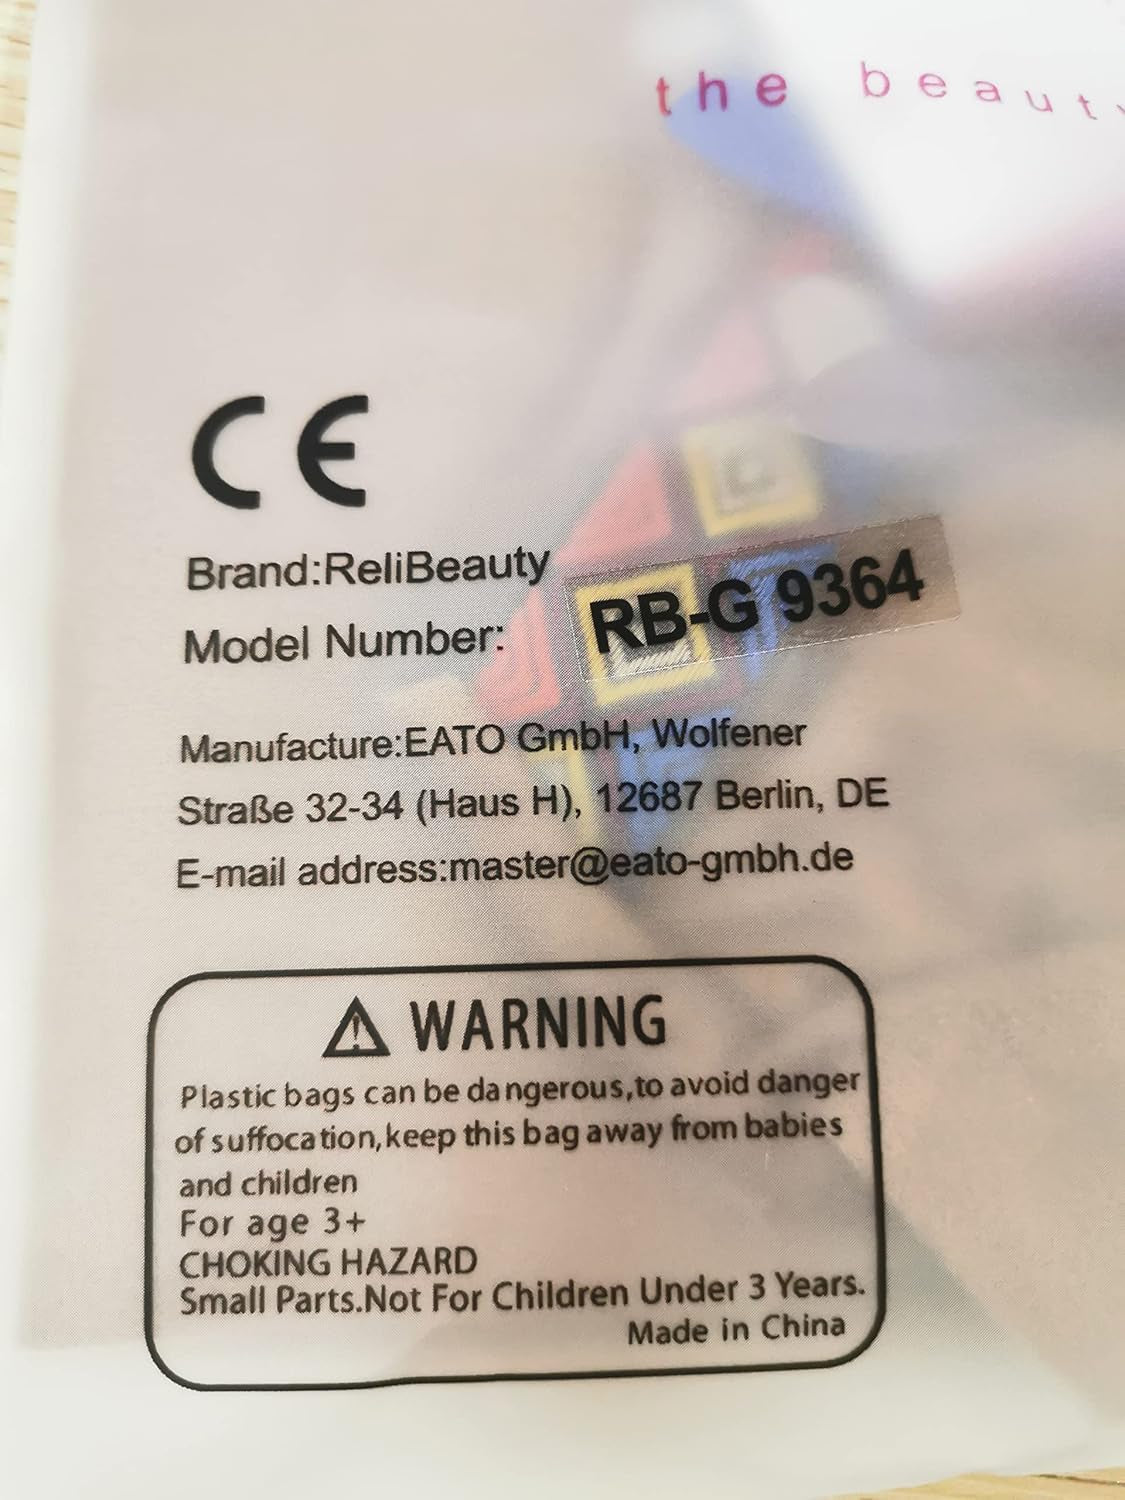 the beauty
CE
Brand:ReliBeauty
Model Number: RB-G 9364
Manufacture:EATO GmbH, Wolfener
Straße 32-34 (Haus H), 12687 Berlin, DE
E-mail address:master@eato-gmbh.de
WARNING
Plastic bags can be dangerous,to avoid danger
of suffocation,keep this bag away from babies
and children
For age 3+
CHOKING HAZARD
Small Parts.Not For Children Under 3 Years.
Made in China